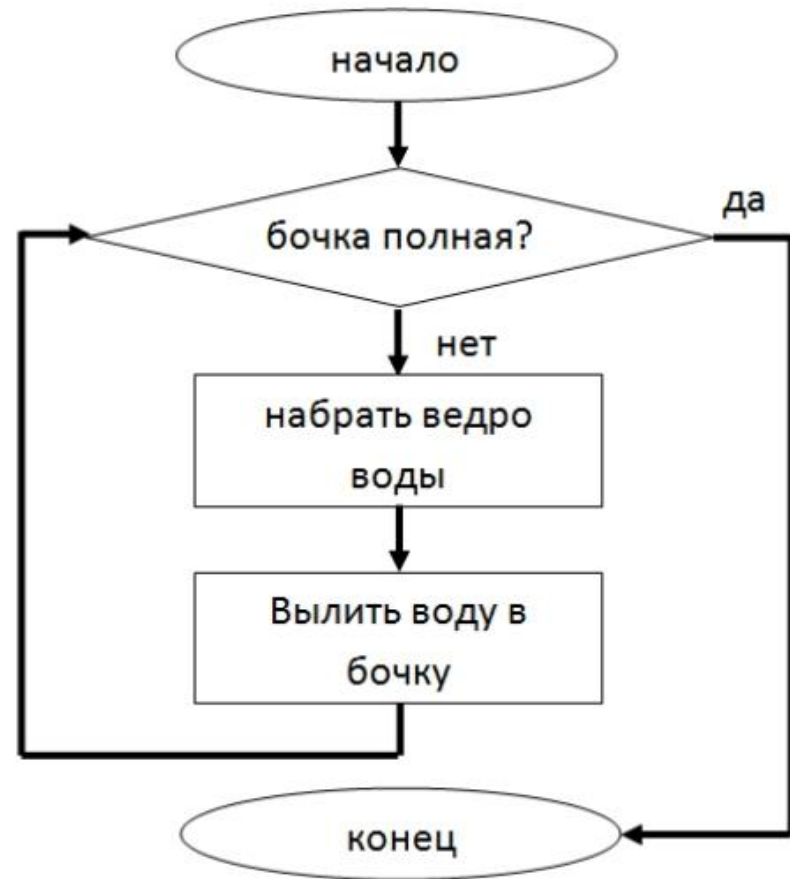 начало
да
бочка полная?
нет
набрать ведро
воды
Вылить воду в
бочку
конец